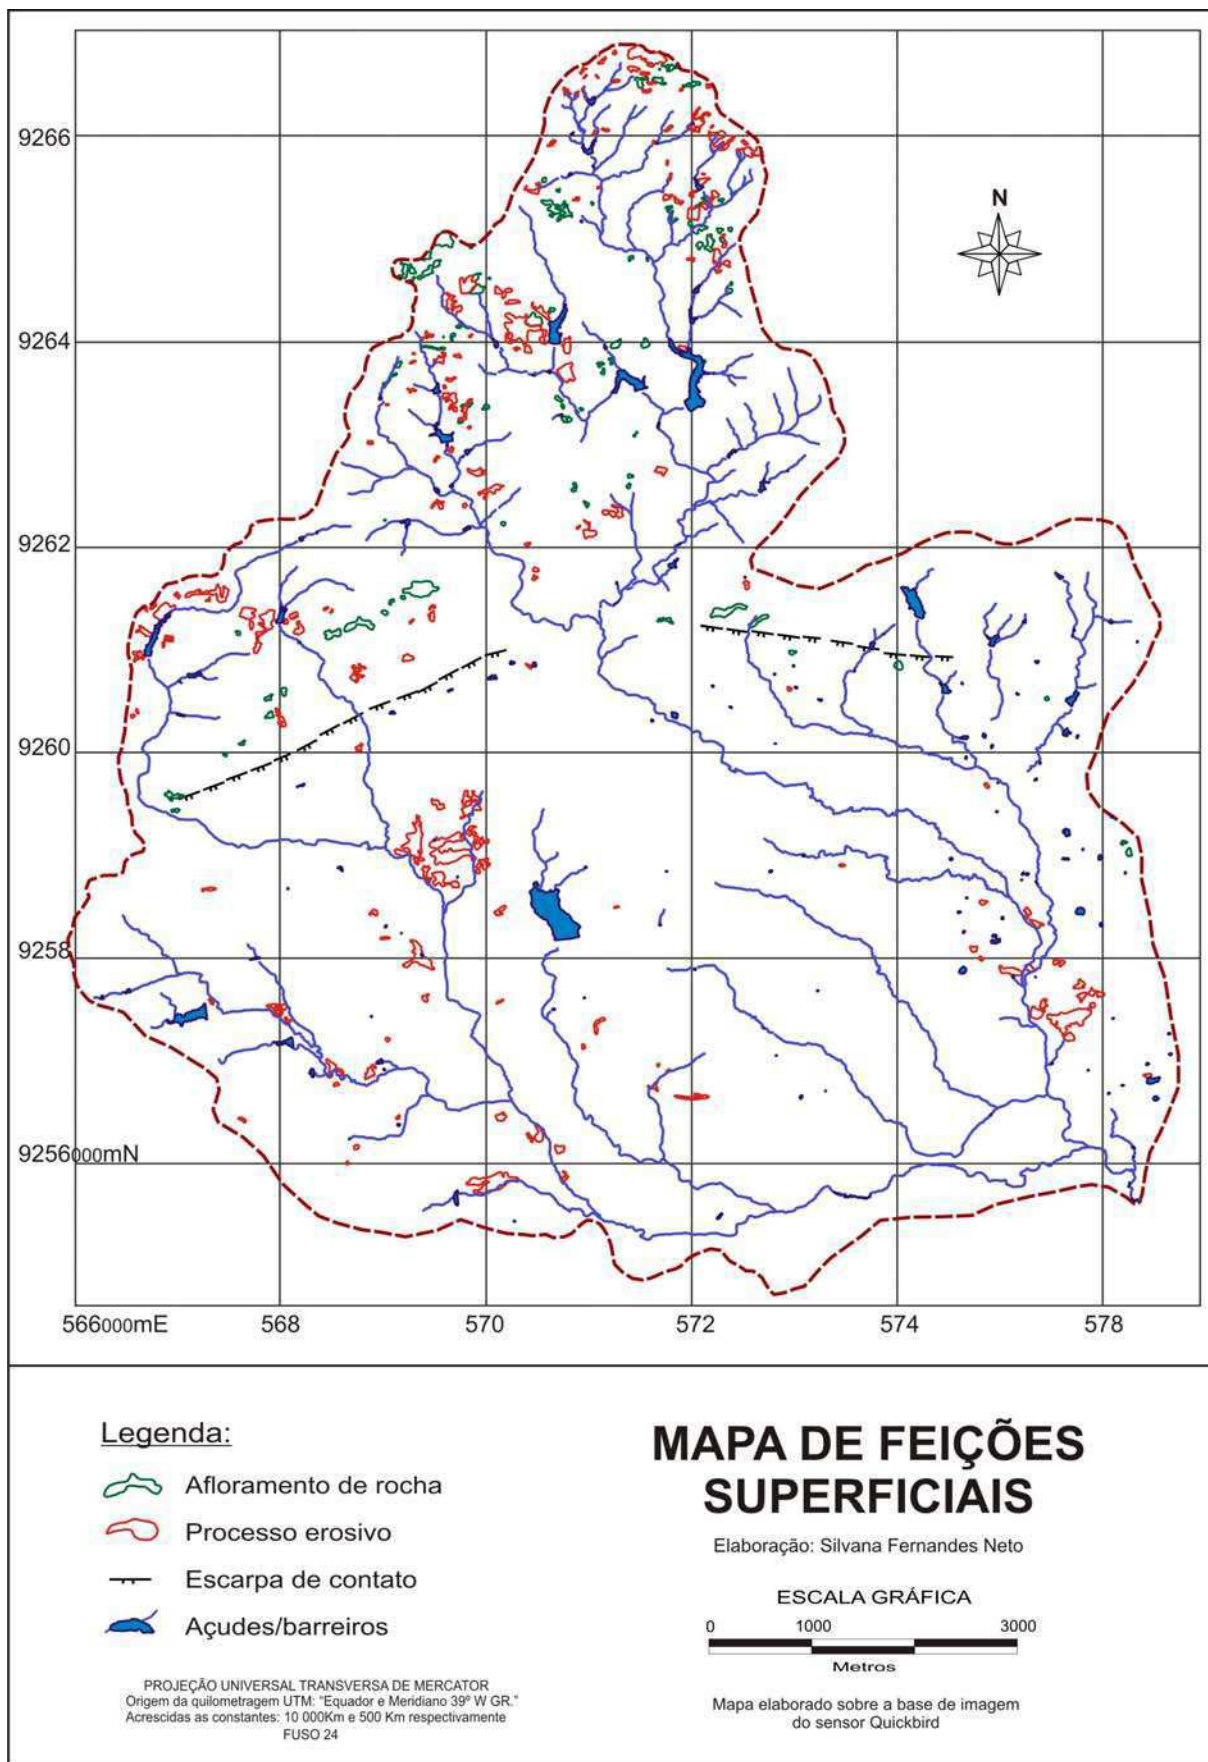 N
9266
9264
9262
9260
9258
9256000mN
566000mE 568 570 572 574 578
Legenda:
Afloramento de rocha
Processo erosivo
Escarpa de contato
Açudes/barreiros
PROJEÇÃO UNIVERSAL TRANSVERSA DE MERCATOR
Origem da quilometragem UTM: “Equador e Meridiano 39º W GR.”
Acrescidas as constantes: 10 000Km e 500 Km respectivamente
FUSO 24
MAPA DE FEIÇÕES
SUPERFICIAIS
Elaboração: Silvana Fernandes Neto
ESCALA GRÁFICA
0 1000 3000
Metros
Mapa elaborado sobre a base de imagem
do sensor Quickbird